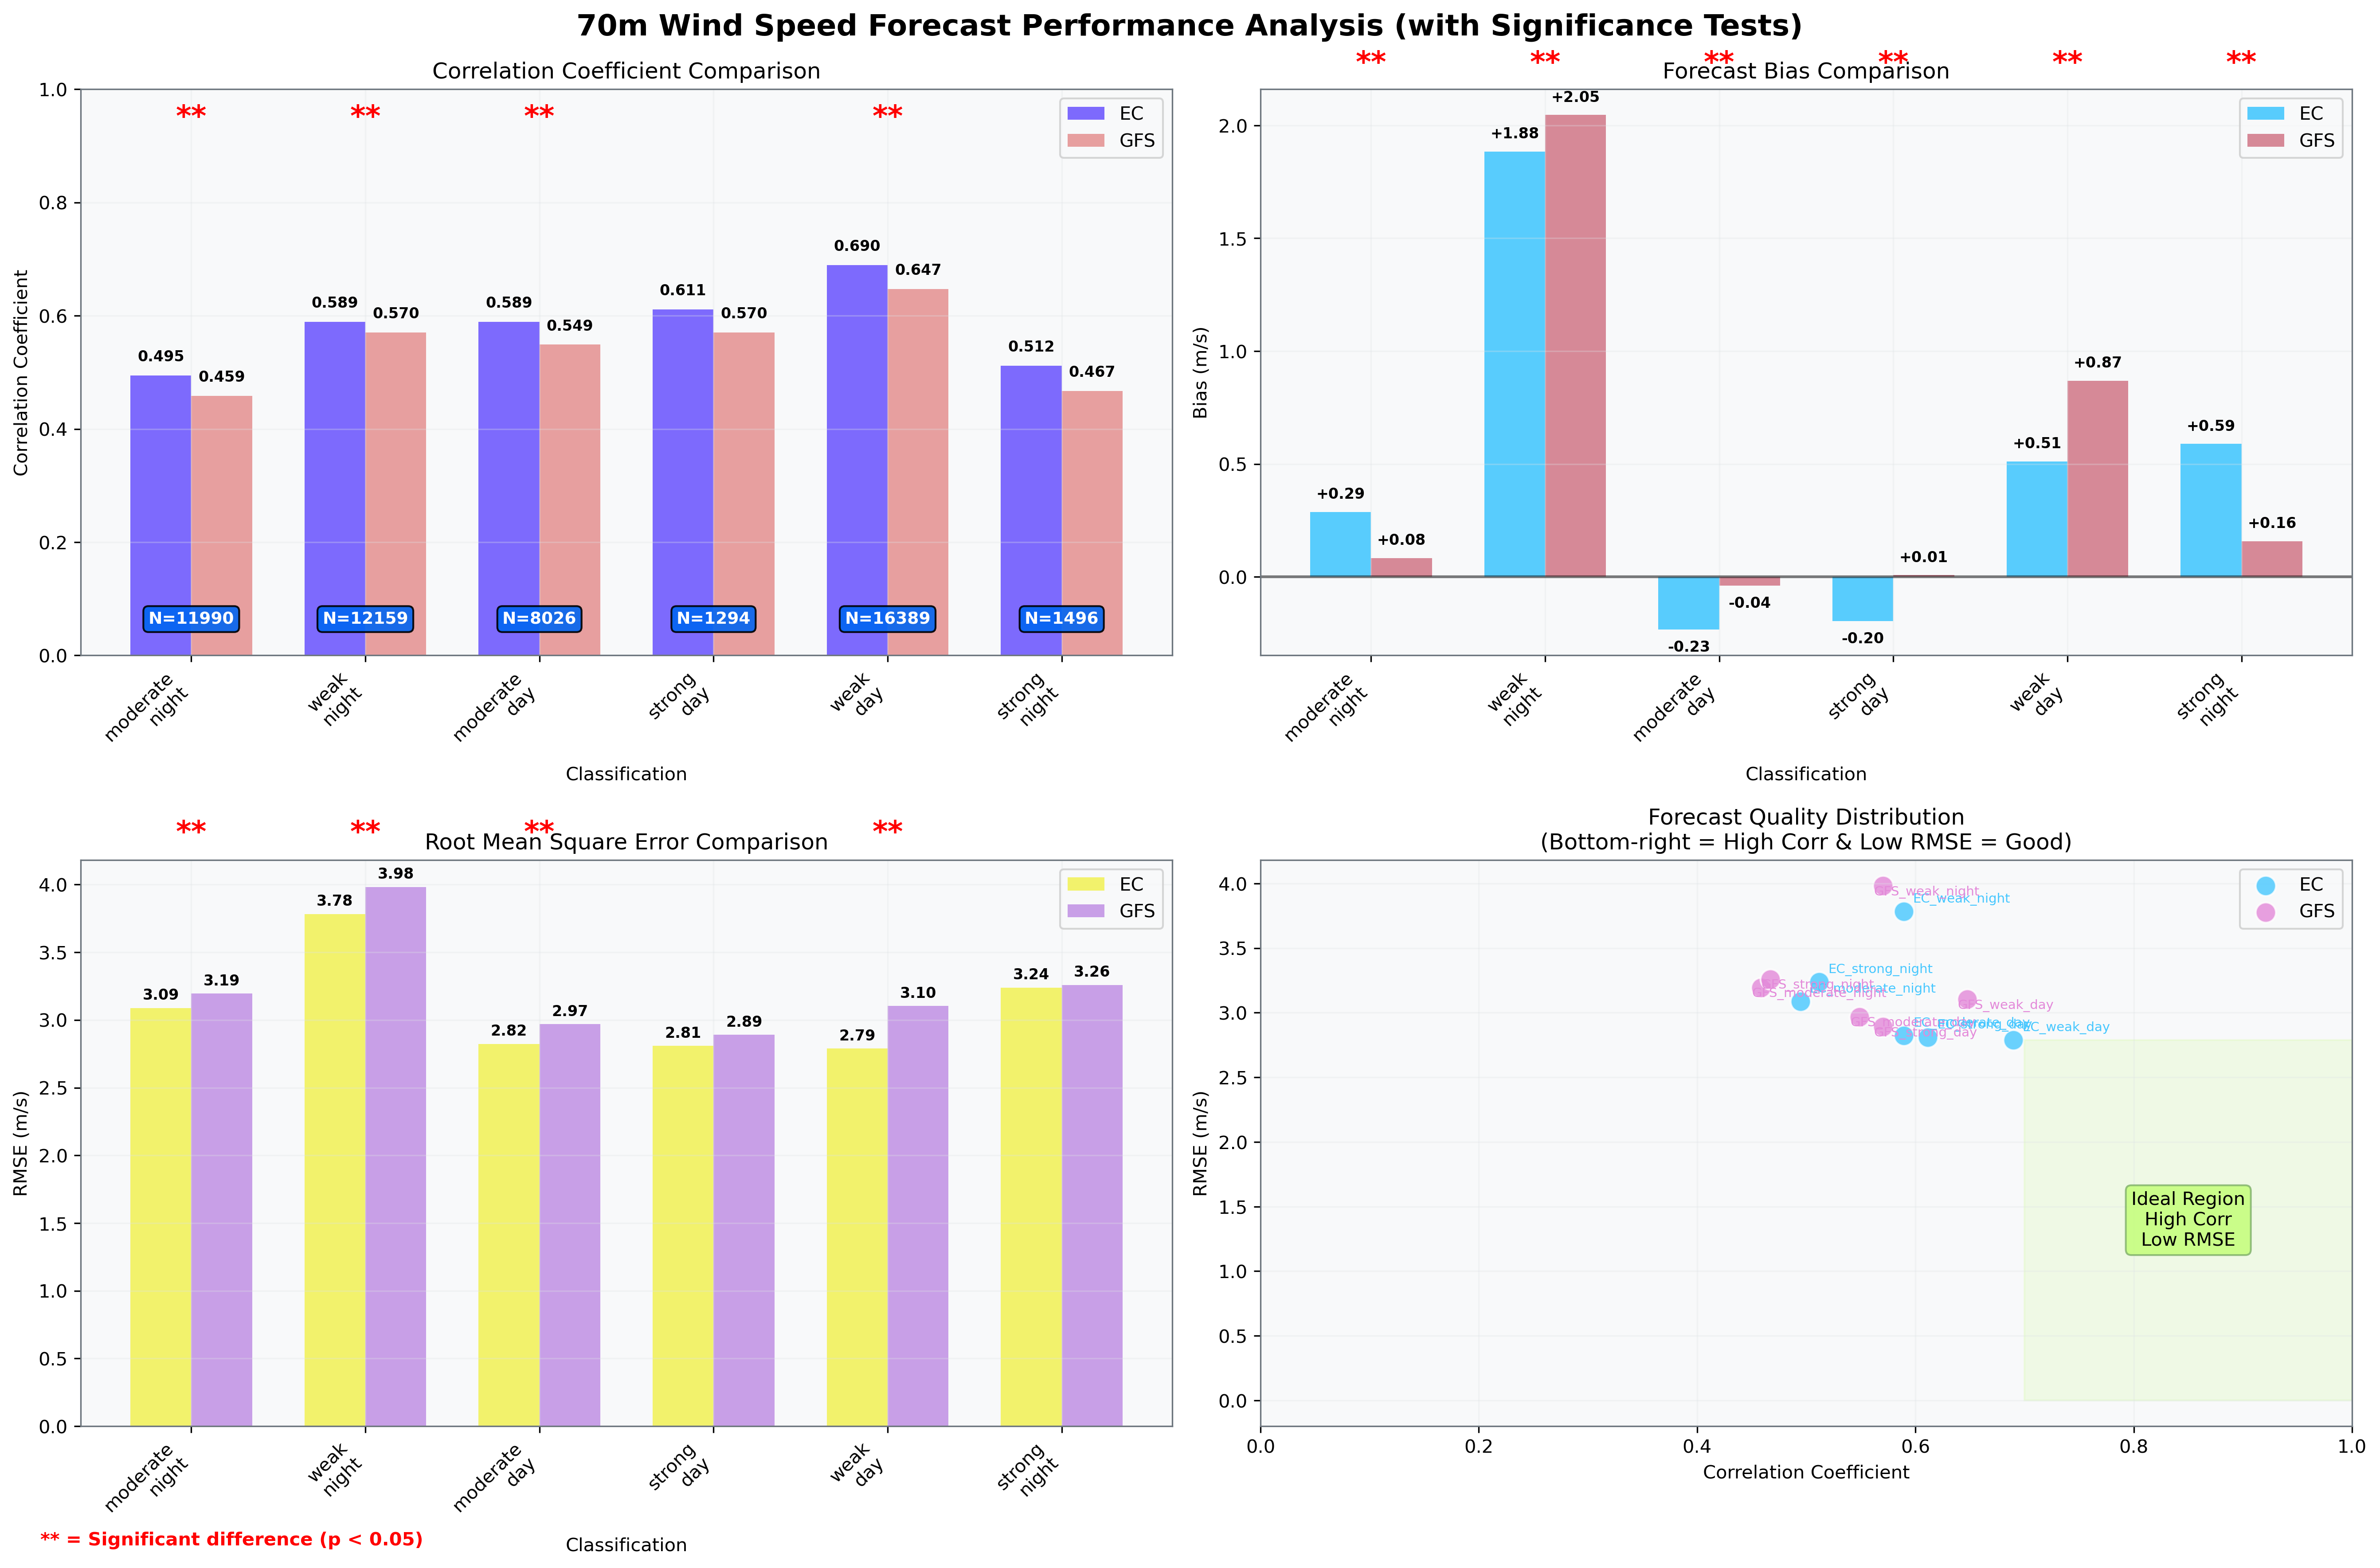 70m Wind Speed Forecast Performance Analysis (with Significance Tests)
Correlation Coefficient Comparison
** ** ** **
EC
GFS
Correlation Coefficient
1.0
0.8
0.6
0.4
0.2
0.0
0.495
0.459
0.589
0.570
0.589
0.549
0.611
0.570
0.690
0.647
0.512
0.467
N=11990
N=12159
N=8026
N=1294
N=16389
N=1496
moderate
night
weak
night
moderate
day
strong
day
weak
day
strong
night
Classification
** ** ** ** ** **
Forecast Bias Comparison
EC
GFS
Bias (m/s)
2.0
1.5
1.0
0.5
0.0
+0.29
+0.08
+1.88
+2.05
-0.23
-0.04
-0.20
+0.01
+0.51
+0.87
+0.59
+0.16
moderate
night
weak
night
moderate
day
strong
day
weak
day
strong
night
Classification
** ** ** **
Root Mean Square Error Comparison
EC
GFS
RMSE (m/s)
4.0
3.5
3.0
2.5
2.0
1.5
1.0
0.5
0.0
3.09
3.19
3.78
3.98
2.82
2.97
2.81
2.89
2.79
3.10
3.24
3.26
moderate
night
weak
night
moderate
day
strong
day
weak
day
strong
night
Classification
** = Significant difference (p < 0.05)
Forecast Quality Distribution
(Bottom-right = High Corr & Low RMSE = Good)
EC
GFS
RMSE (m/s)
4.0
3.5
3.0
2.5
2.0
1.5
1.0
0.5
0.0
GFS_weak_night
EC_weak_night
EC_strong_night
GFS_strong_night
EC_moderate_night
GFS_moderate_night
GFS_weak_day
EC_moderate_day
GFS_moderate_day
EC_strong_day
EC_weak_day
GFS_strong_day
Ideal Region
High Corr
Low RMSE
0.0 0.2 0.4 0.6 0.8 1.0
Correlation Coefficient